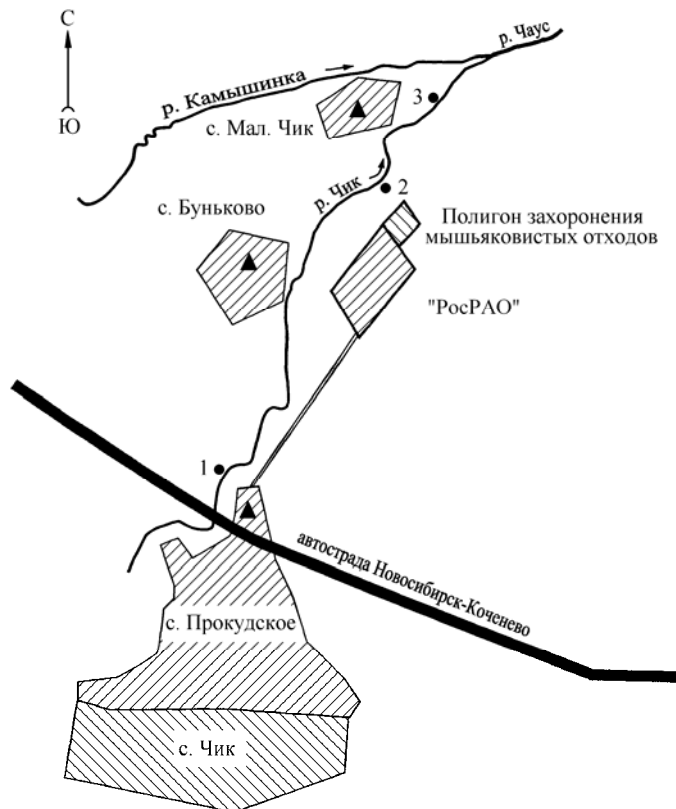 С
Ю
р. Чаус
р. Камышинка
3
с. Мал. Чик
2
р. Чик
с. Буньково
Полигон захоронения
мышьяковистых отходов
"РосРАО"
1
автострада Новосибирск-Коченево
с. Прокудское
с. Чик